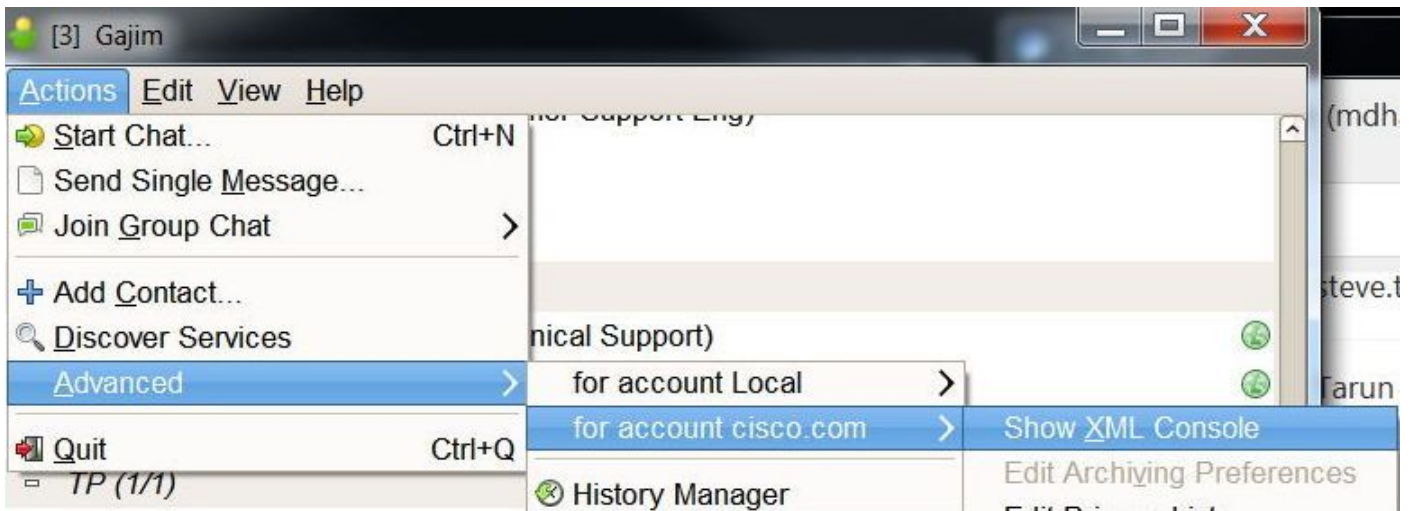 [3] Gajim
Actions Edit View Help
Start Chat... Ctrl+N
Support Eng)
(mdh
Send Single Message...
Join Group Chat
Add Contact...
steve.t
Discover Services
nical Support)
Advanced
for account Local
Tarun
for account cisco.com
Show XML Console
Quit Ctrl+Q
TP (1/1)
History Manager
Edit Archiving Preferences